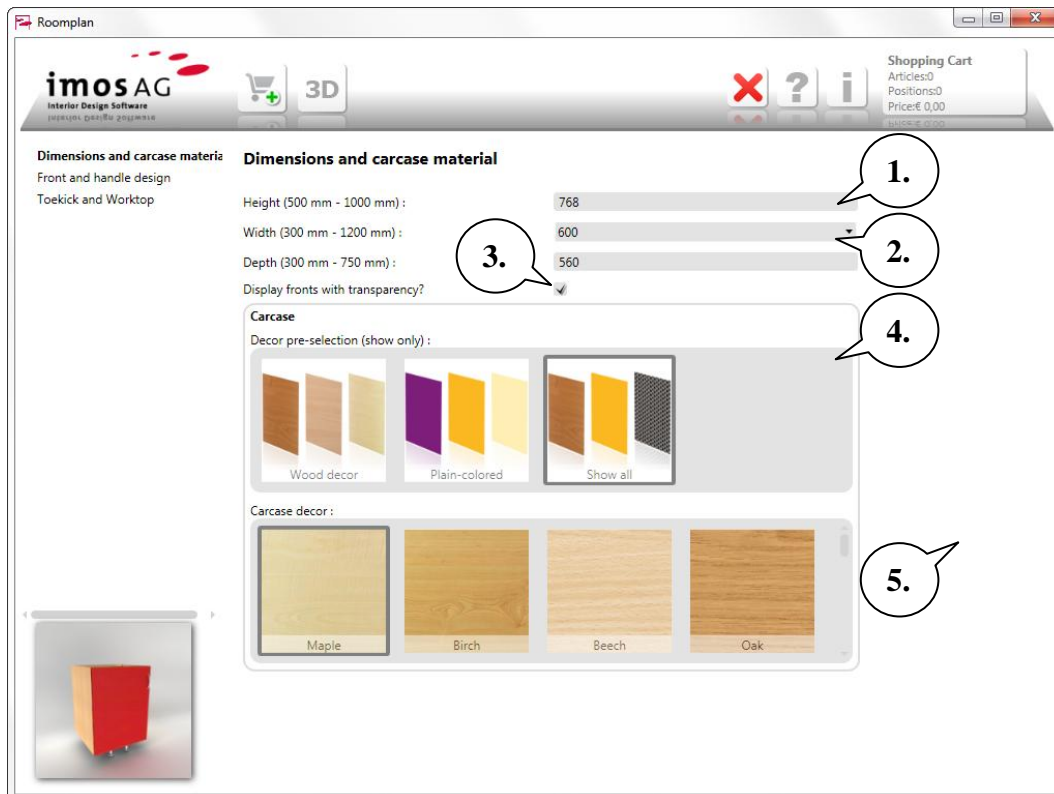 Roomplan
imos AG
Interior Design Software
3D
?
i
Shopping Cart
Articles:0
Positions:0
Price:€ 0,00
Dimensions and carcase materia
Front and handle design
Toekick and Worktop
Dimensions and carcase material
1.
Height (500 mm - 1000 mm) : 768
Width (300 mm - 1200 mm) : 600
2.
3.
Depth (300 mm - 750 mm) : 560
Display fronts with transparency?
Carcase
4.
Decor pre-selection (show only) :
Wood decor Plain-colored Show all
Carcase decor :
5.
Maple Birch Beech Oak